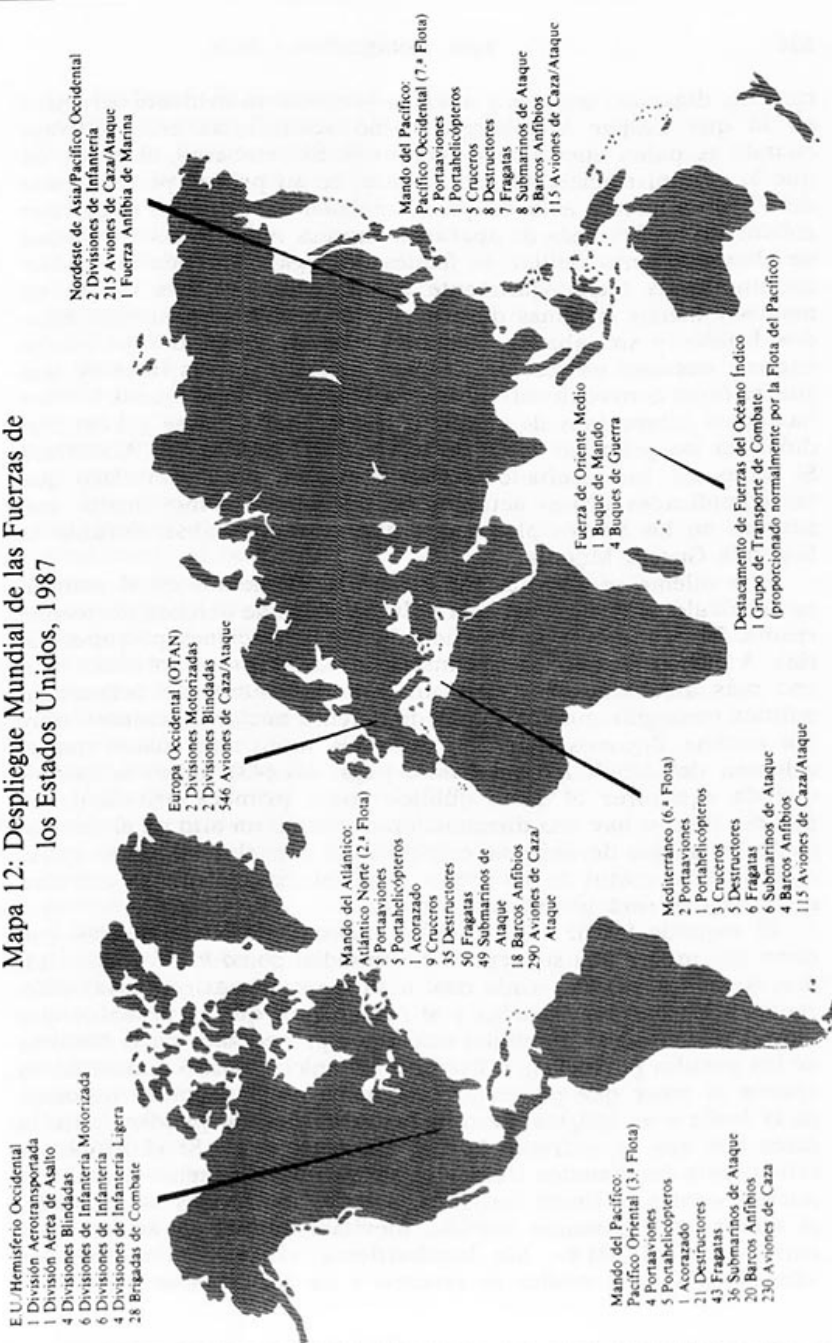 Mapa 12: Despliegue Mundial de las Fuerzas de
los Estados Unidos, 1987
E.U./Hemisferio Occidental
1 División Aerotransportada
1 División Aérea de Asalto
4 Divisiones Blindadas
6 Divisiones de Infantería Motorizada
6 Divisiones de Infantería
4 Divisiones de Infantería Ligera
28 Brigadas de Combate
Europa Occidental (OTAN)
2 Divisiones Motorizadas
2 Divisiones Blindadas
646 Aviones de Caza/Ataque
Nordeste de Asia/Pacífico Occidental
2 Divisiones de Infantería
215 Aviones de Caza/Ataque
1 Fuerza Anfibia de Marina
Mando del Atlántico:
Atlántico Norte (2.ª Flota)
5 Portaaviones
5 Portahelicópteros
1 Acorazado
9 Cruceros
35 Destructores
50 Fragatas
49 Submarinos de
Ataque
18 Barcos Anfibios
290 Aviones de Caza
Ataque
Mando del Pacífico:
Pacífico Occidental (7.ª Flota)
2 Portaaviones
2 Portahelicópteros
Cruceros
8 Destructores
7 Fragatas
8 Submarinos de Ataque
5 Barcos Anfibios
115 Aviones de Caza/Ataque
Fuerza de Oriente Medio
1 Buque de Mando
4 Buques de Guerra
Mediterráneo (6.ª Flota)
2 Portaaviones
1 Portahelicópteros
3 Cruceros
5 Destructores
6 Fragatas
6 Submarinos de Ataque
4 Barcos Anfibios
115 Aviones de Caza/Ataque
Mando del Pacífico:
Pacífico Oriental (3.ª Flota)
4 Portaaviones
5 Portahelicópteros
1 Acorazado
21 Destructores
43 Fragatas
36 Submarinos de Ataque
20 Barcos Anfibios
230 Aviones de Caza
Destacamento de Fuerzas del Océano Índico
1 Grupo de Transporte de Combate
(proporcionado normalmente por la Flota del Pacífico)